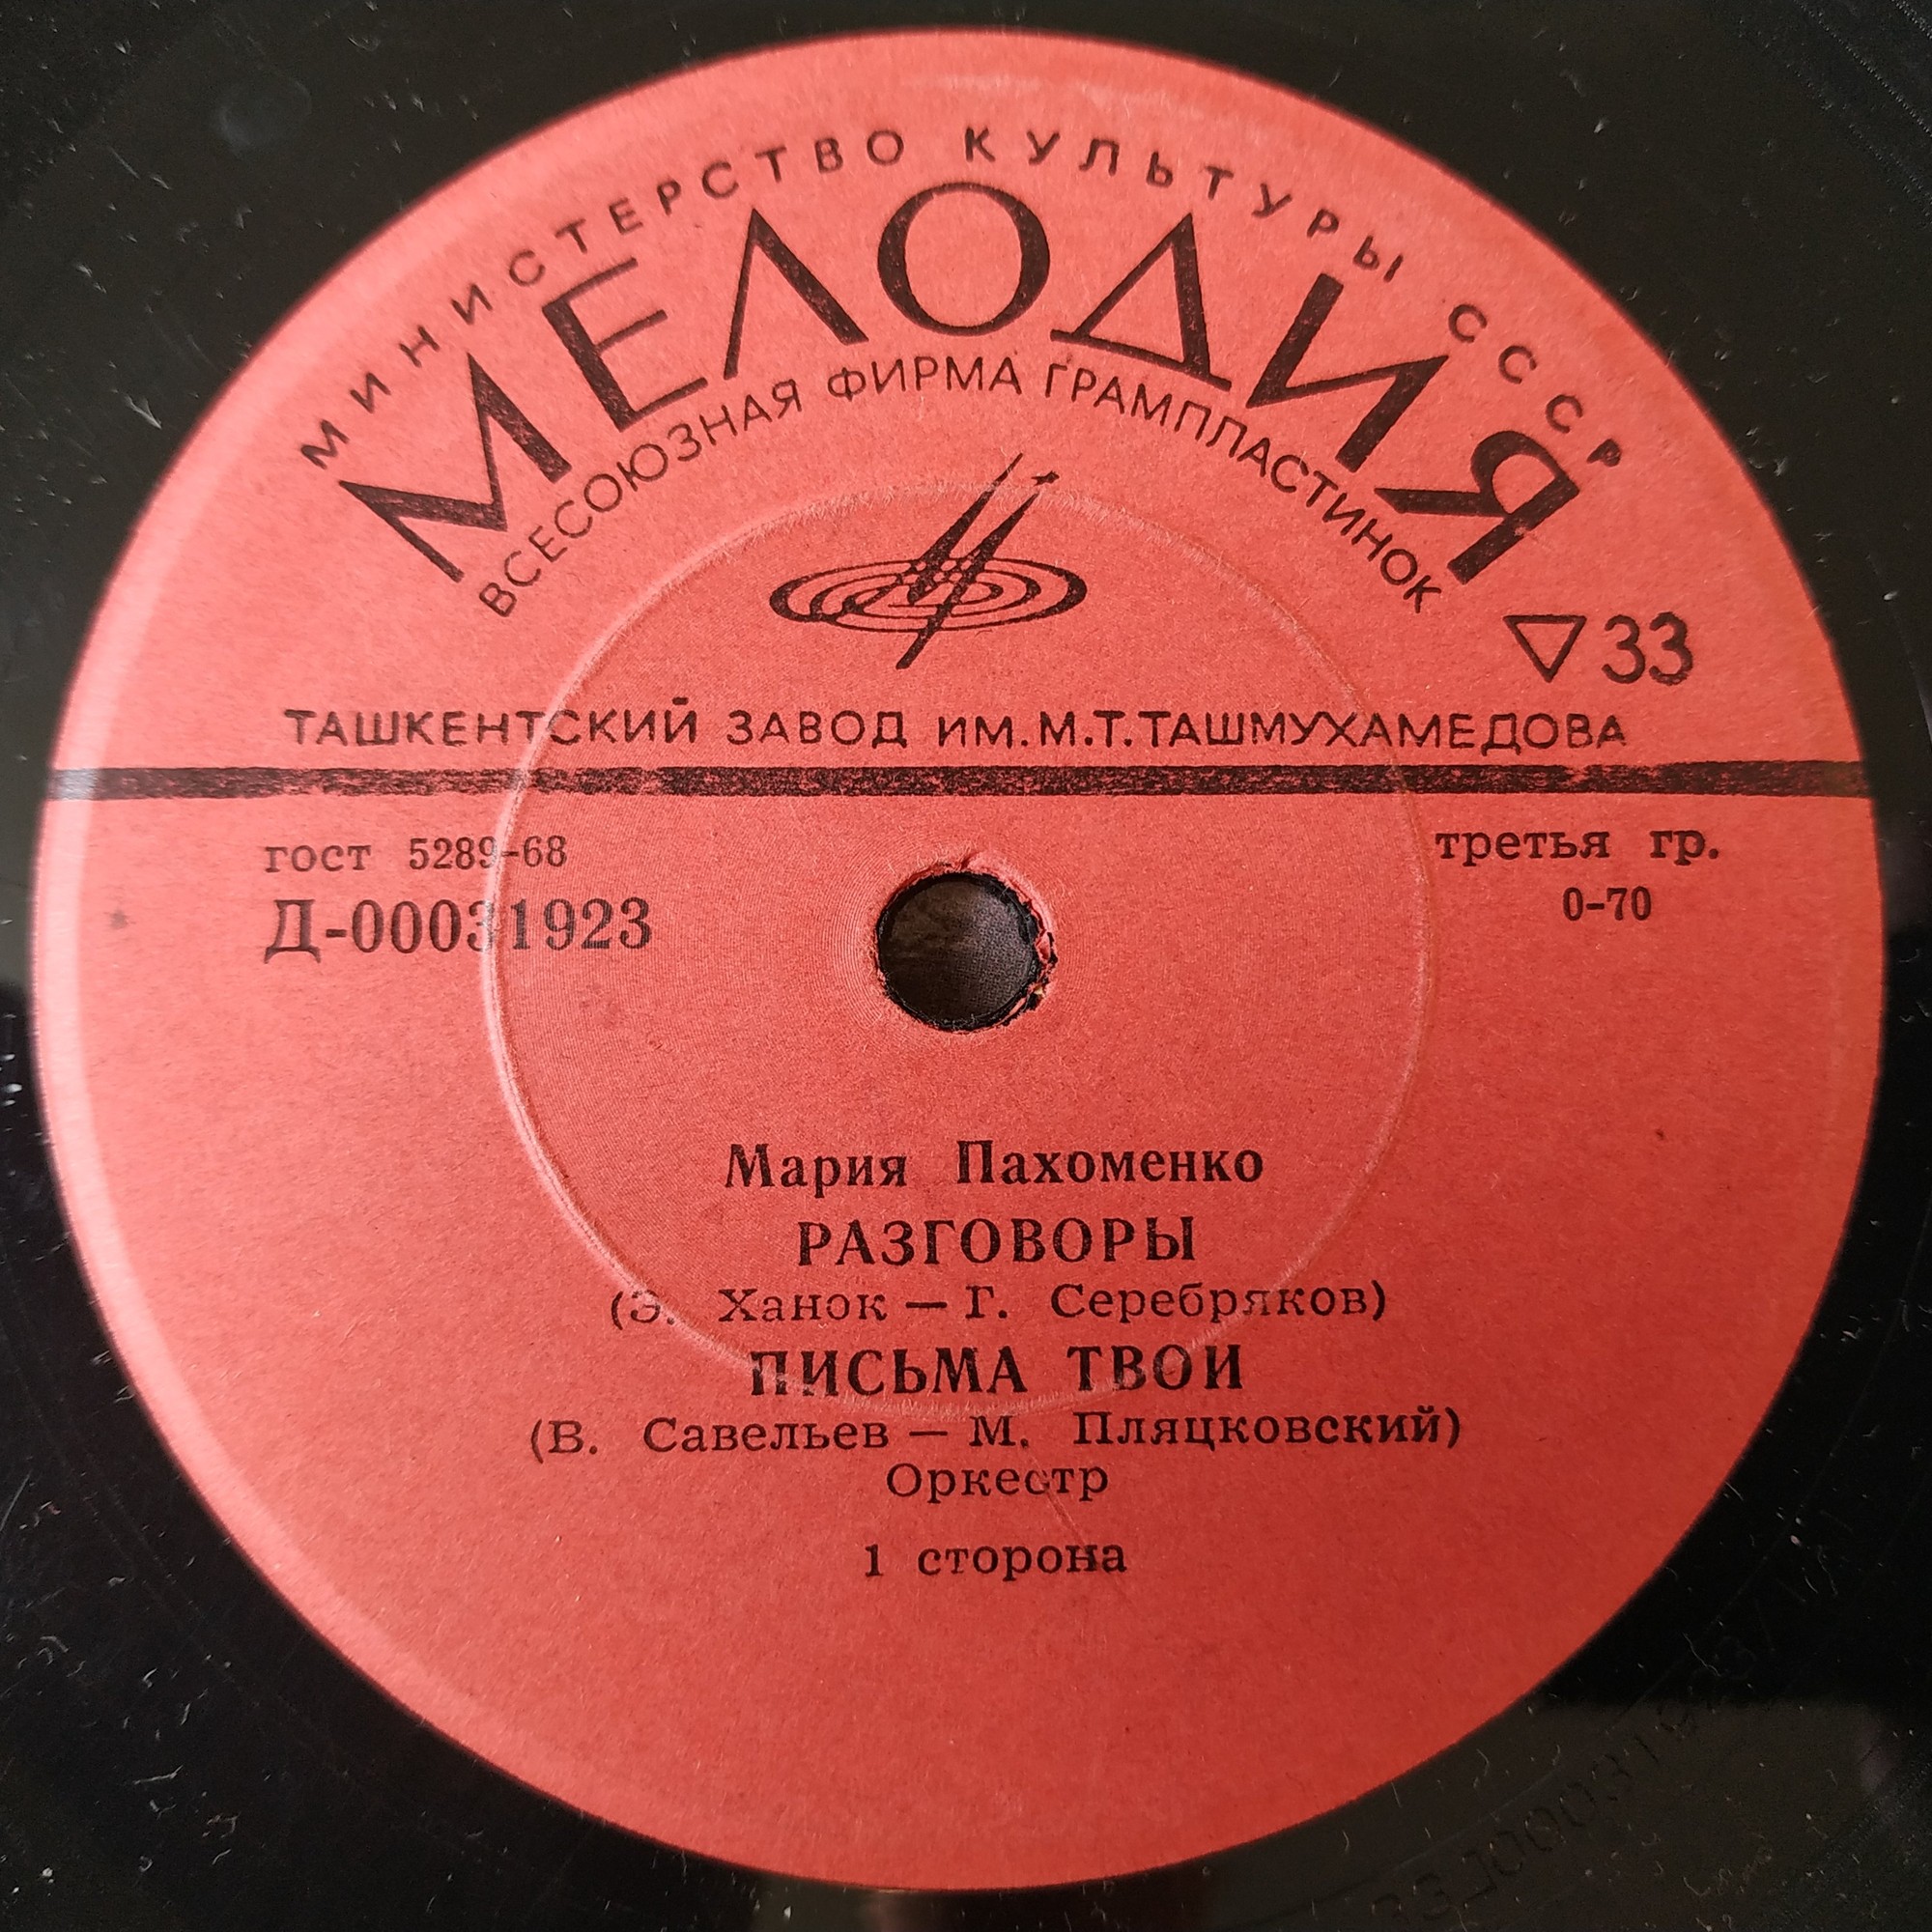 МИНИСТЕРСТВО КУЛЬТУРЫ СССР
МЕЛОДИЯ
ВСЕСОЮЗНАЯ ФИРМА ГРАМПЛАСТИНОК
▽33
ТАШКЕНТСКИЙ ЗАВОД ИМ.М.Т.ТАШМУХАМЕДОВА
гост 5289-68
третья гр.
Д-00031923
0-70
Мария Пахоменко
РАЗГОВОРЫ
(Э. Ханок — Г. Серебряков)
ПИСЬМА ТВОИ
(В. Савельев — М. Пляцковский)
Оркестр
1 сторона